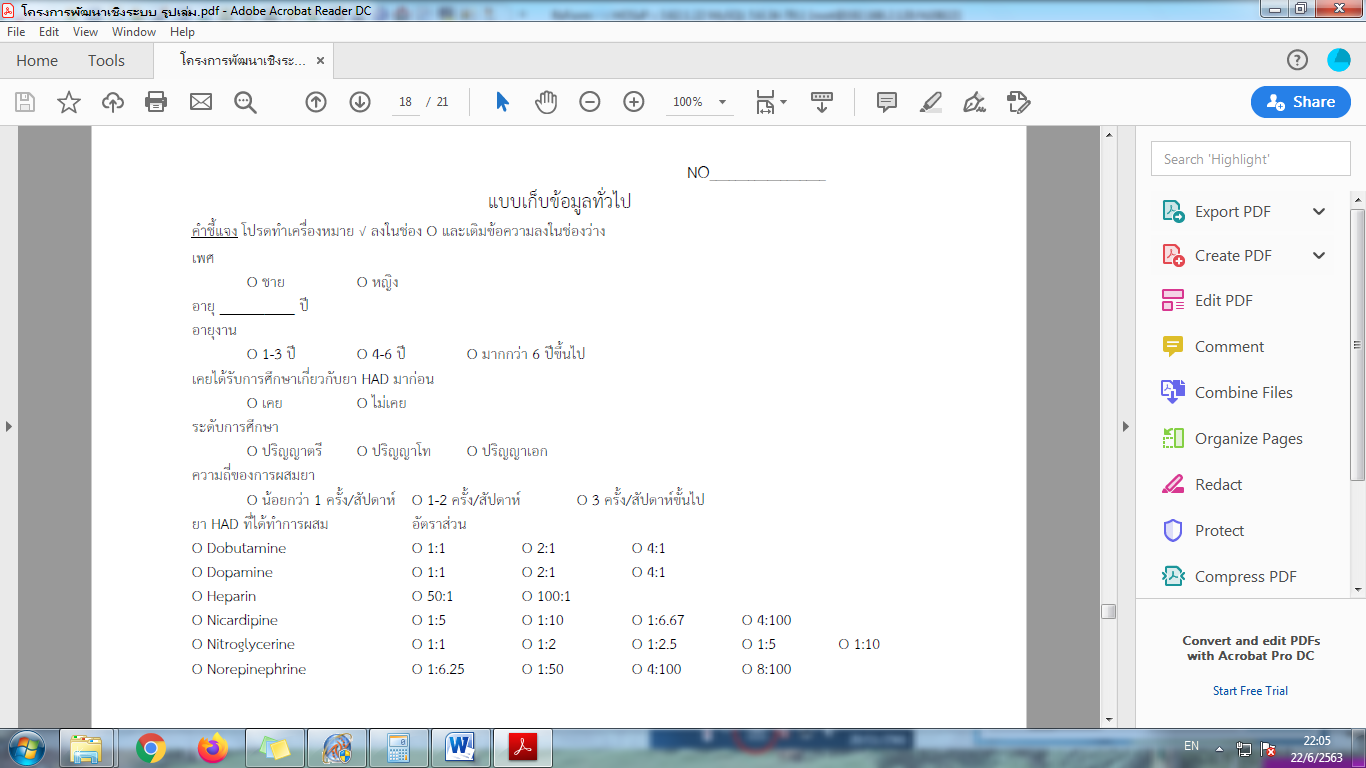 โครงการพัฒนาเชิงระบบ รูปเล่ม.pdf - Adobe Acrobat Reader DC
File Edit View Window Help
Home Tools โครงการพัฒนาเชิงระ... ×
18 / 21 100% Share
NO_______________
แบบเก็บข้อมูลทั่วไป
คำชี้แจง โปรดทำเครื่องหมาย √ ลงในช่อง O และเติมข้อความลงในช่องว่าง
เพศ
O ชาย O หญิง
อายุ __________ ปี
อายุงาน
O 1-3 ปี O 4-6 ปี O มากกว่า 6 ปีขึ้นไป
เคยได้รับการศึกษาเกี่ยวกับยา HAD มาก่อน
O เคย O ไม่เคย
ระดับการศึกษา
O ปริญญาตรี O ปริญญาโท O ปริญญาเอก
ความถี่ของการผสมยา
O น้อยกว่า 1 ครั้ง/สัปดาห์ O 1-2 ครั้ง/สัปดาห์ O 3 ครั้ง/สัปดาห์ขั้นไป
ยา HAD ที่ได้ทำการผสม อัตราส่วน
O Dobutamine O 1:1 O 2:1 O 4:1
O Dopamine O 1:1 O 2:1 O 4:1
O Heparin O 50:1 O 100:1
O Nicardipine O 1:5 O 1:10 O 1:6.67 O 4:100
O Nitroglycerine O 1:1 O 1:2 O 1:2.5 O 1:5 O 1:10
O Norepinephrine O 1:6.25 O 1:50 O 4:100 O 8:100
Search 'Highlight'
Export PDF
Create PDF
Edit PDF
Comment
Combine Files
Organize Pages
Redact
Protect
Compress PDF
Convert and edit PDFs
with Acrobat Pro DC
Start Free Trial
EN
22:05
22/6/2563